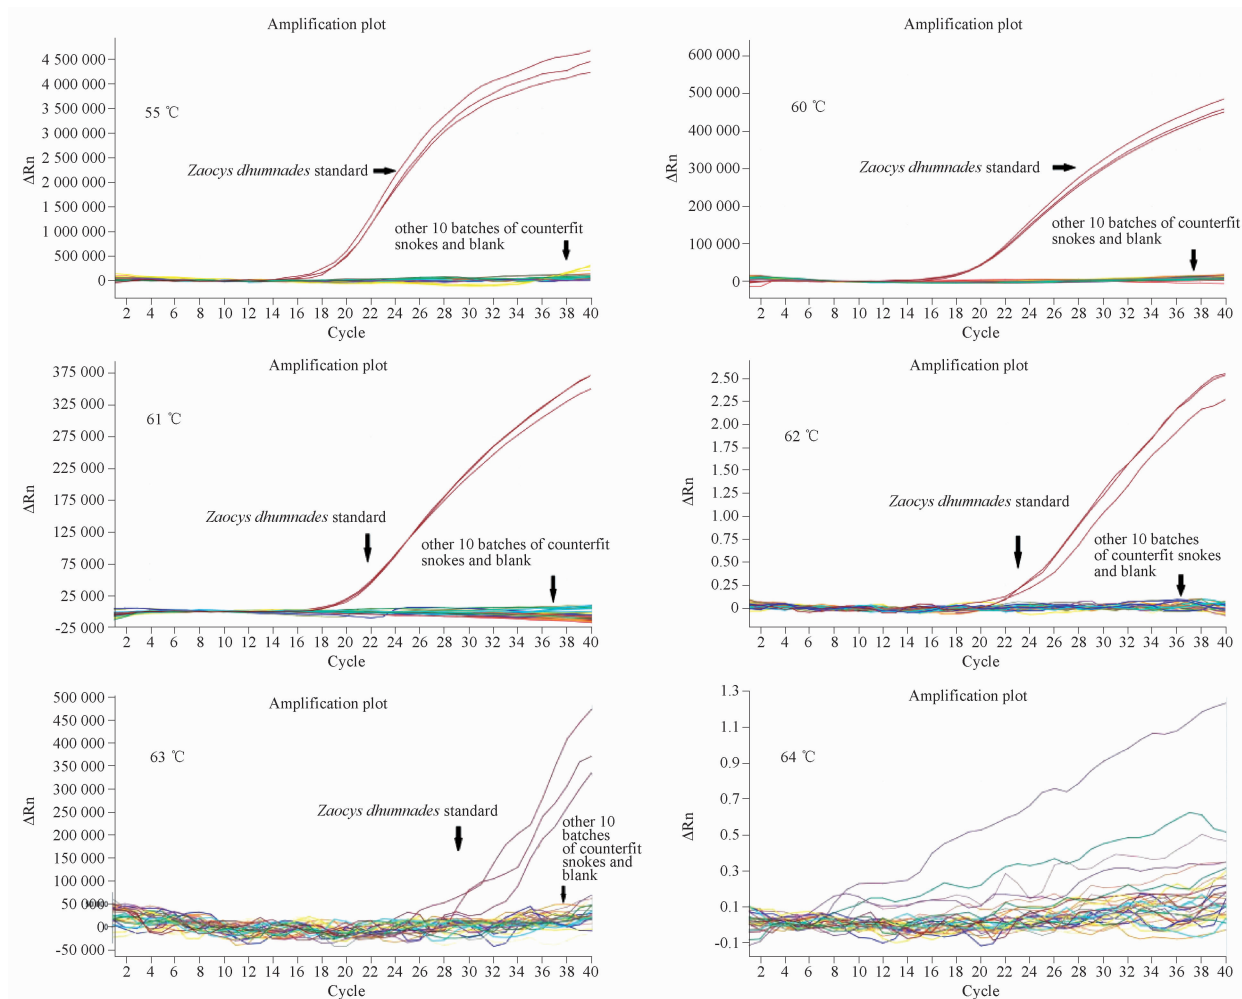 Amplification plot
4 500 000
4 000 000
3 500 000
3 000 000
2 500 000
2 000 000
1 500 000
1 000 000
500 000
0
ΔRn
55 ℃
Zaocys dhumnades standard
other 10 batches of counterfit
snokes and blank
2 4 6 8 10 12 14 16 18 20 22 24 26 28 30 32 34 36 38 40
Cycle
Amplification plot
600 000
500 000
400 000
300 000
200 000
100 000
0
ΔRn
60 ℃
Zaocys dhumnades standard
other 10 batches of counterfit
snokes and blank
2 4 6 8 10 12 14 16 18 20 22 24 26 28 30 32 34 36 38 40
Cycle
Amplification plot
375 000
325 000
275 000
225 000
175 000
125 000
75 000
25 000
-25 000
ΔRn
61 ℃
Zaocys dhumnades standard
other 10 batches of counterfit
snokes and blank
2 4 6 8 10 12 14 16 18 20 22 24 26 28 30 32 34 36 38 40
Cycle
Amplification plot
2.50
2.25
2.00
1.75
1.50
1.25
1.00
0.75
0.50
0.25
0
ΔRn
62 ℃
Zaocys dhumnades standard
other 10 batches
of counterfit snokes
and blank
2 4 6 8 10 12 14 16 18 20 22 24 26 28 30 32 34 36 38 40
Cycle
Amplification plot
500 000
450 000
400 000
350 000
300 000
250 000
200 000
150 000
100 000
50 000
0
-50 000
ΔRn
63 ℃
Zaocys dhumnades standard
other 10
batches
of counterfit
snokes and
blank
2 4 6 8 10 12 14 16 18 20 22 24 26 28 30 32 34 36 38 40
Cycle
Amplification plot
1.3
1.1
0.9
0.7
0.5
0.3
0.1
-0.1
ΔRn
64 ℃
2 4 6 8 10 12 14 16 18 20 22 24 26 28 30 32 34 36 38 40
Cycle